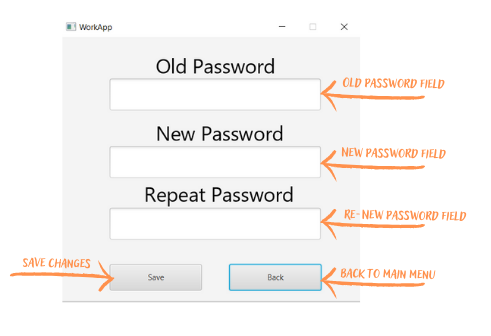 WorkApp
Old Password
OLD PASSWORD FIELD
New Password
NEW PASSWORD FIELD
Repeat Password
RE-NEW PASSWORD FIELD
SAVE CHANGES
Save
Back
BACK TO MAIN MENU